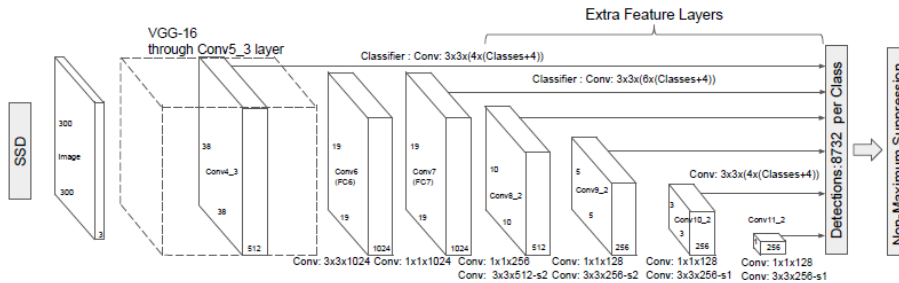 Extra Feature Layers
VGG-16
through Conv5_3 layer
Classifier : Conv: 3x3x(4x(Classes+4))
Classifier : Conv: 3x3x(6x(Classes+4))
SSD
300
Image
300
3
38
Conv4_3
38
512
19
Conv6
(FC6)
19
1024
19
Conv7
(FC7)
19
1024
10
Conv8_2
10
512
5
Conv9_2
5
256
Conv: 3x3x(4x(Classes+4))
3
Conv10_2
3
256
Conv11_2
1
256
Detections:8732 per Class
Non-Maximum Suppression
Conv: 3x3x1024
Conv: 1x1x1024
Conv: 1x1x256
Conv: 3x3x512-s2
Conv: 1x1x128
Conv: 3x3x256-s2
Conv: 1x1x128
Conv: 3x3x256-s1
Conv: 1x1x128
Conv: 3x3x256-s1